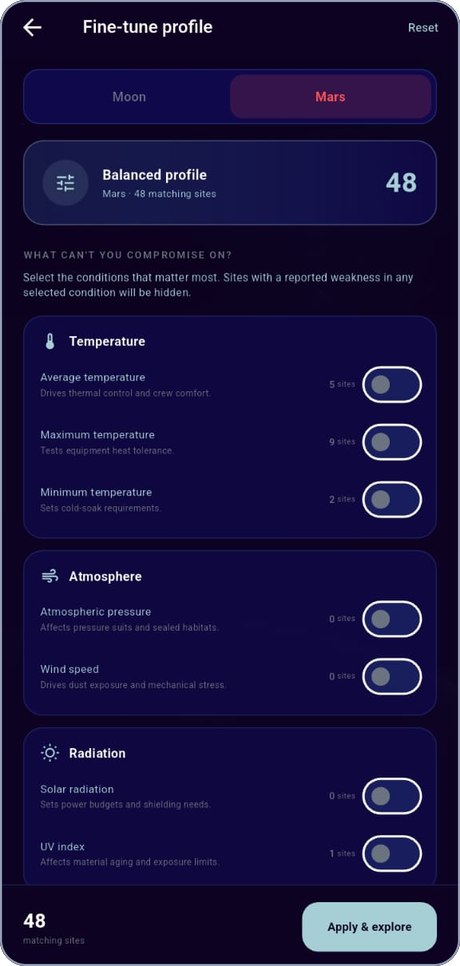 Fine-tune profile
Reset
Moon
Mars
Balanced profile
Mars · 48 matching sites
48
WHAT CAN'T YOU COMPROMISE ON?
Select the conditions that matter most. Sites with a reported weakness in any
selected condition will be hidden.
Temperature
Average temperature
Drives thermal control and crew comfort.
5 sites
Maximum temperature
Tests equipment heat tolerance.
9 sites
Minimum temperature
Sets cold-soak requirements.
2 sites
Atmosphere
Atmospheric pressure
Affects pressure suits and sealed habitats.
0 sites
Wind speed
Drives dust exposure and mechanical stress.
0 sites
Radiation
Solar radiation
Sets power budgets and shielding needs.
0 sites
UV index
Affects material aging and exposure limits.
1 sites
48
matching sites
Apply & explore